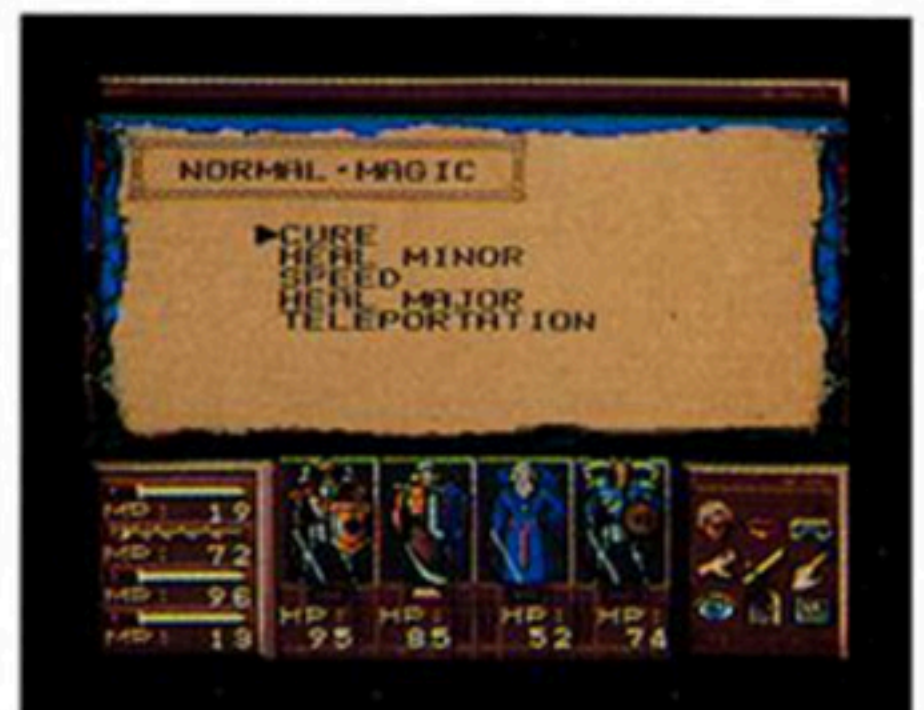 NORMAL·MAGIC
►CURE
HEAL MINOR
SPEED
HEAL MAJOR
TELEPORTATION
MP: 19
MP: 72
MP: 98
MP: 13
HP: HP: HP: HP:
95 85 52 74